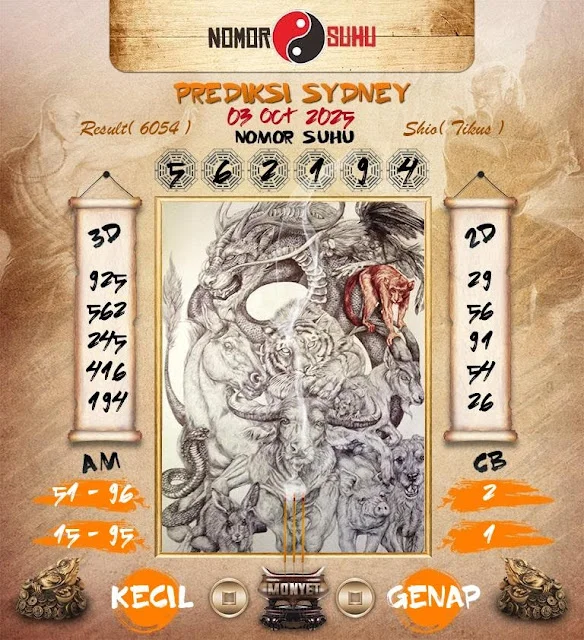 NOMOR SUHU
PREDIKSI SYDNEY
03 OCT 2025
Result( 6054 )
Shio( Tikus )
NOMOR SUHU
5 6 2 1 9 4
3D
925
562
245
416
194
2D
29
56
91
54
26
AM
51 - 96
15 - 95
CB
2
1
KECIL
MONYET
GENAP